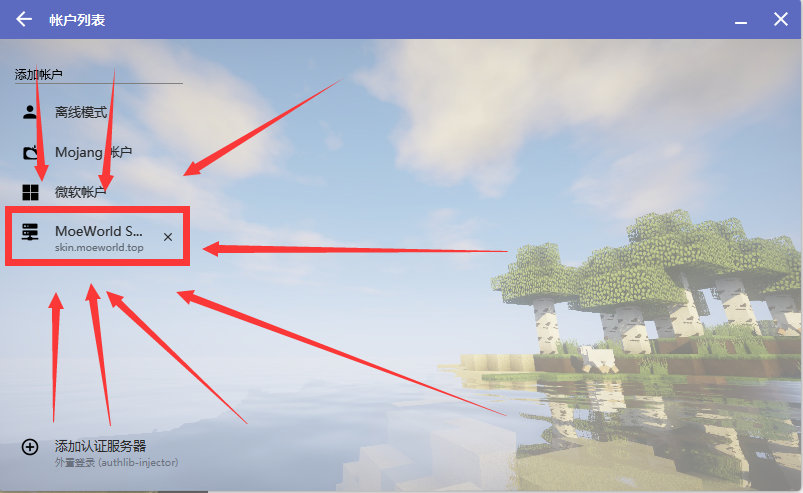 帐户列表
添加帐户
离线模式
Mojang 帐户
微软帐户
MoeWorld S...
skin.moeworld.top
添加认证服务器
外置登录 (authlib-injector)